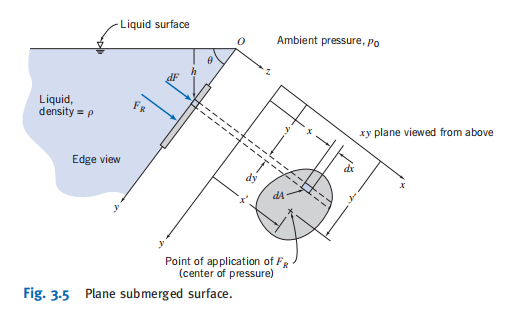 Liquid surface
O
Ambient pressure, p₀
θ
h
dF
z
Liquid,
density = ρ
F_R
y
x
xy plane viewed from above
Edge view
dx
dy
x
dA
x′
y′
y
y
Point of application of F_R
(center of pressure)
Fig. 3.5 Plane submerged surface.